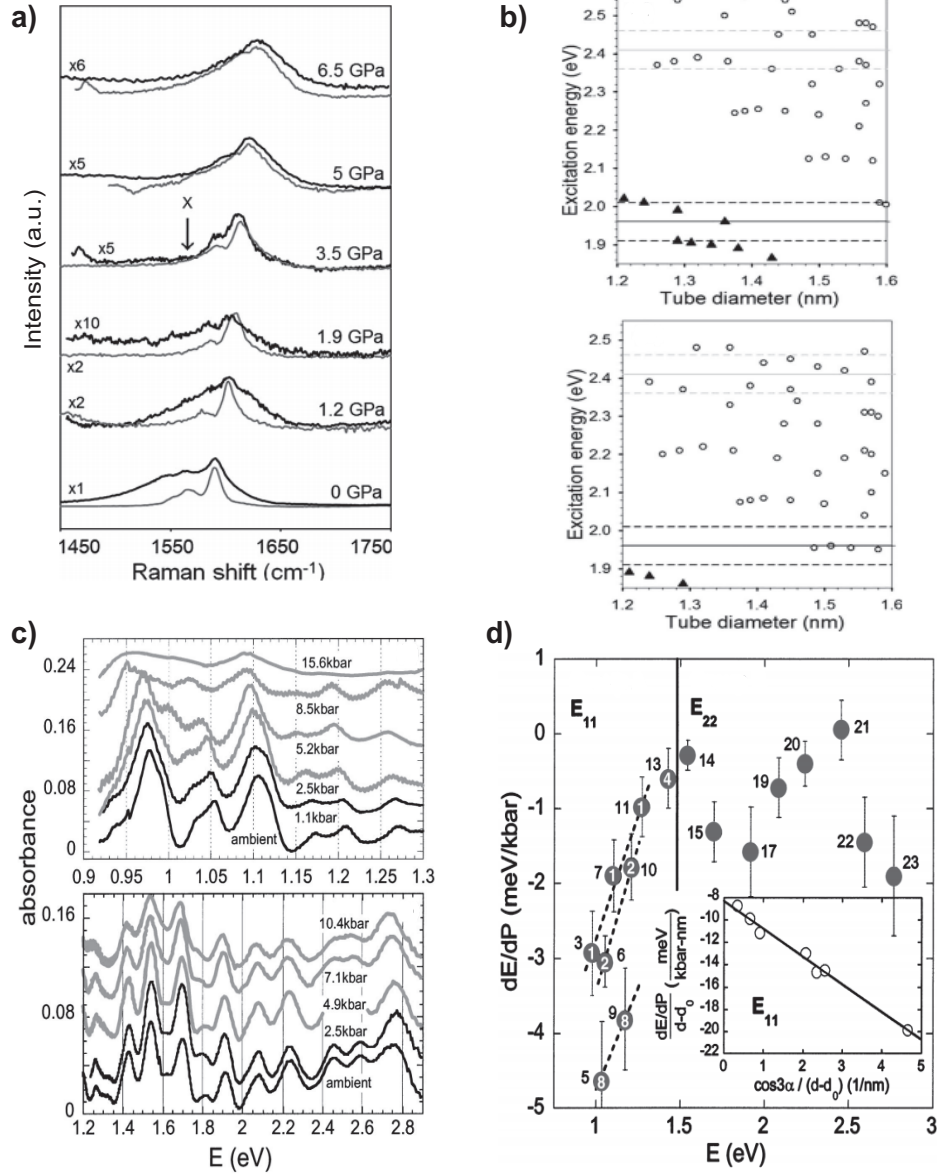 a)
x6
6.5 GPa
x5
5 GPa
X
x5
3.5 GPa
x10
1.9 GPa
x2
x2
1.2 GPa
x1
0 GPa
Intensity (a.u.)
1450 1550 1650 1750
Raman shift (cm-1)
b)
2.5
2.4
2.3
2.2
2.1
2.0
1.9
Excitation energy (eV)
1.2 1.3 1.4 1.5 1.6
Tube diameter (nm)
2.5
2.4
2.3
2.2
2.1
2.0
1.9
Excitation energy (eV)
1.2 1.3 1.4 1.5 1.6
Tube diameter (nm)
c)
0.24
0.16
0.08
0
15.6kbar
8.5kbar
5.2kbar
2.5kbar
1.1kbar
ambient
0.9 0.95 1 1.05 1.1 1.15 1.2 1.25 1.3
absorbance
0.16
0.08
0
10.4kbar
7.1kbar
4.9kbar
2.5kbar
ambient
1.2 1.4 1.6 1.8 2 2.2 2.4 2.6 2.8
E (eV)
d)
1
0
-1
-2
-3
-4
-5
dE/dP (meV/kbar)
E11
E22
13 4 14
11 1
7 1 2 10
3 1 2 6
9 8
5 8
15
17
19
20
21
22
23
-8
-10
-12
-14
-16
-18
-20
-22
dE/dP
d-d0
( meV
kbar-nm )
E11
0 1 2 3 4 5
cos3α / (d-d0) (1/nm)
1 1.5 2 2.5 3
E (eV)